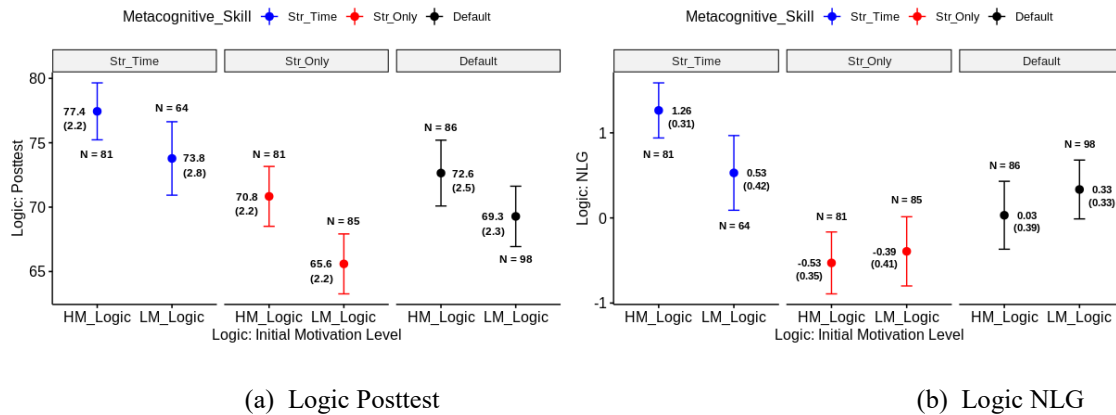 Metacognitive_Skill Str_Time Str_Only Default
Str_Time Str_Only Default
Logic: Posttest
80
75
70
65
77.4
(2.2)
N = 81
N = 64
73.8
(2.8)
N = 81
70.8
(2.2)
N = 85
65.6
(2.2)
N = 86
72.6
(2.5)
69.3
(2.3)
N = 98
HM_Logic LM_Logic HM_Logic LM_Logic HM_Logic LM_Logic
Logic: Initial Motivation Level
(a) Logic Posttest
Metacognitive_Skill Str_Time Str_Only Default
Str_Time Str_Only Default
Logic: NLG
1
0
-1
1.26
(0.31)
N = 81
0.53
(0.42)
N = 64
N = 81
-0.53
(0.35)
N = 85
-0.39
(0.41)
N = 86
0.03
(0.39)
N = 98
0.33
(0.33)
HM_Logic LM_Logic HM_Logic LM_Logic HM_Logic LM_Logic
Logic: Initial Motivation Level
(b) Logic NLG